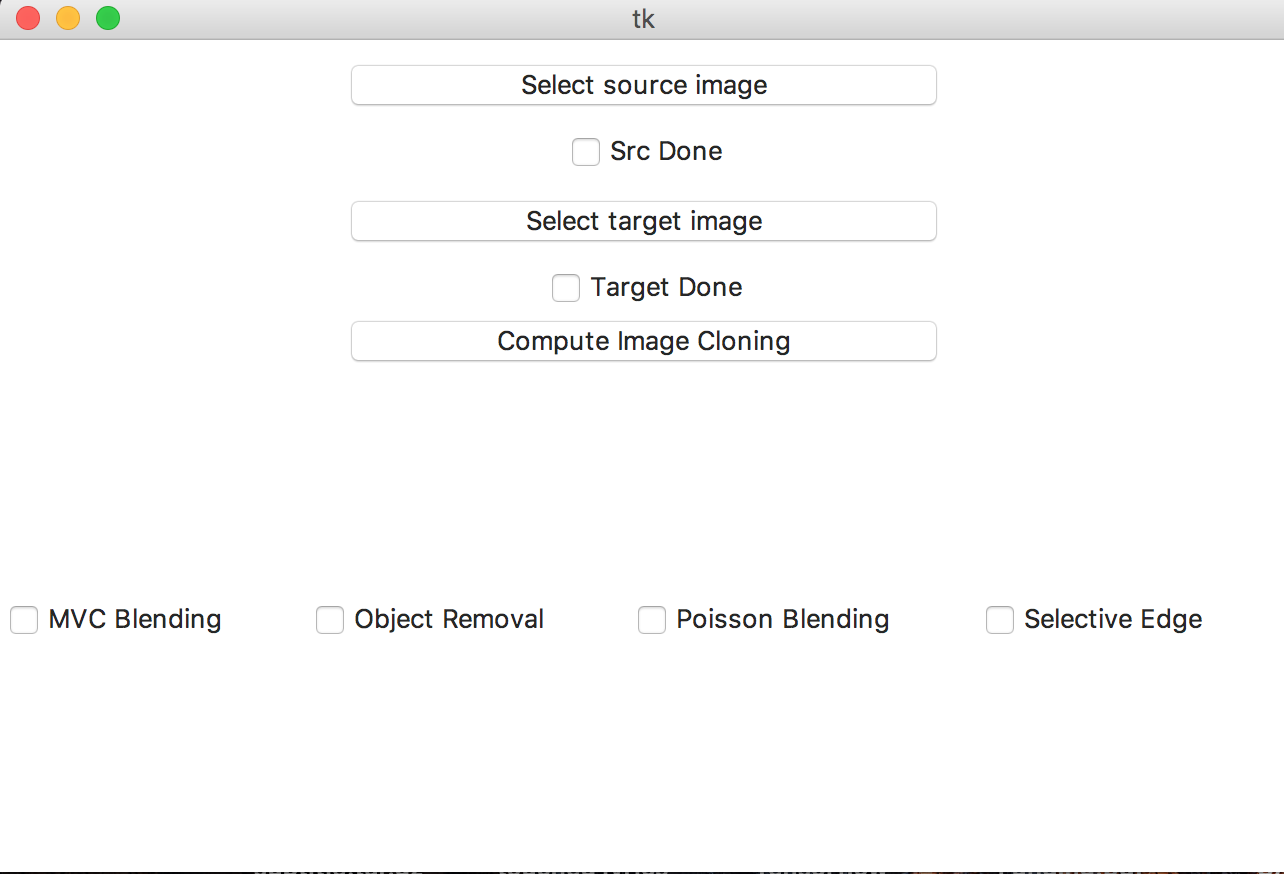 tk
Select source image
Src Done
Select target image
Target Done
Compute Image Cloning
MVC Blending Object Removal Poisson Blending Selective Edge